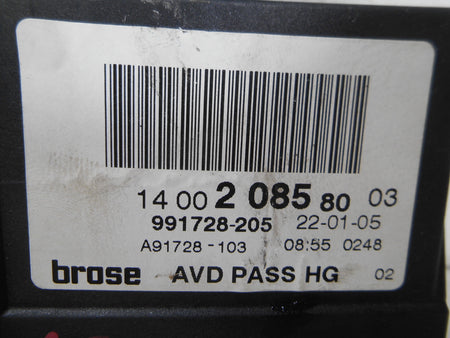 14 00 2 085 80 03
991728-205 22-01-05
A91728-103 08:55 0248
brose AVD PASS HG 02